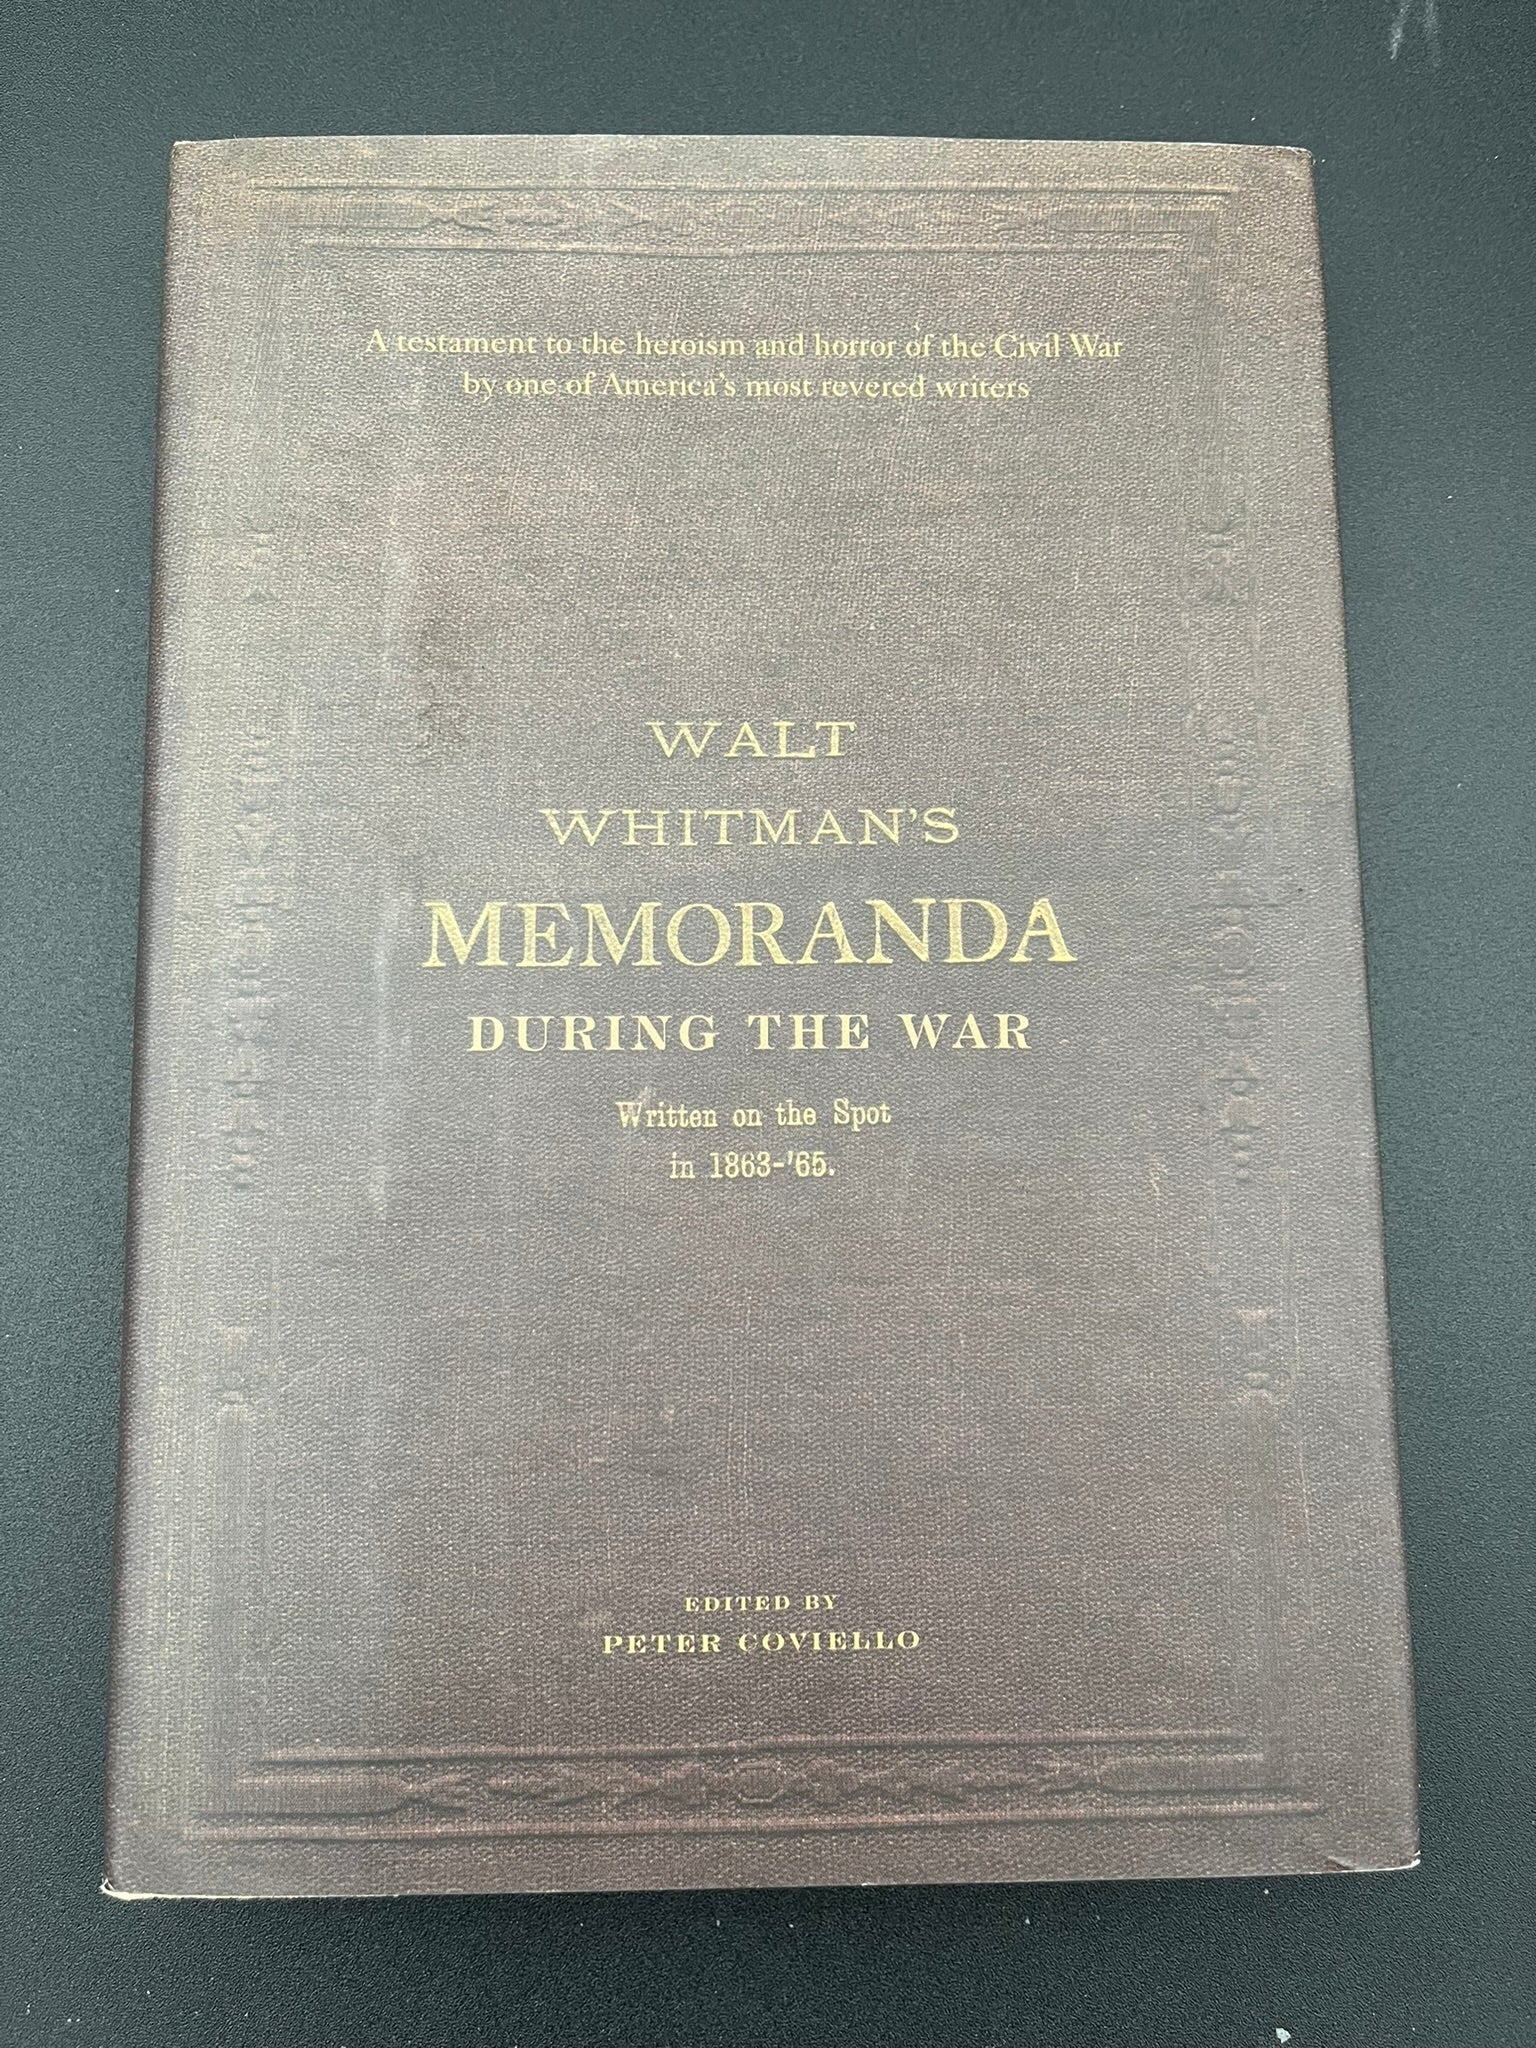 A testament to the heroism and horror of the Civil War
by one of America's most revered writers
WALT
WHITMAN'S
MEMORANDA
DURING THE WAR
Written on the Spot
in 1863-'65.
EDITED BY
PETER COVIELLO